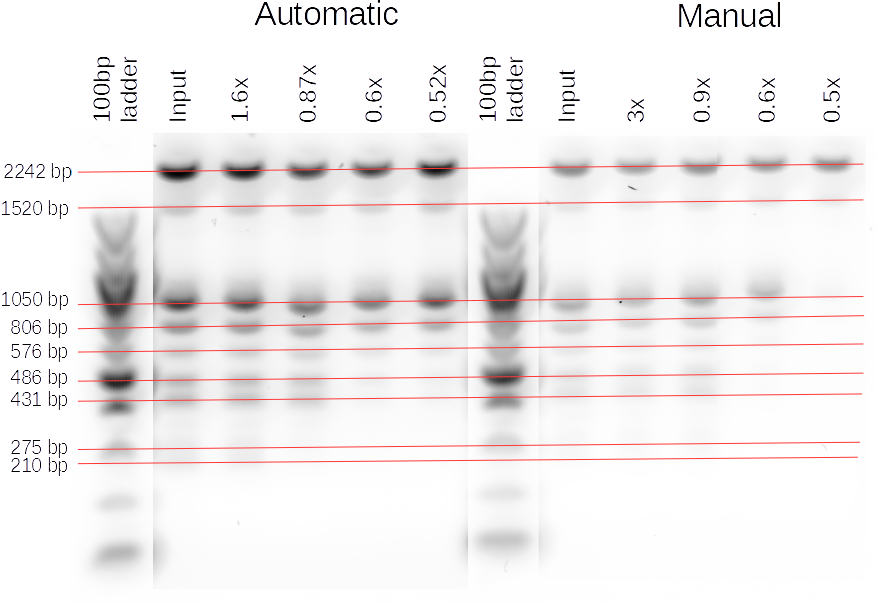 Automatic
Manual
100bp
ladder
Input
1.6x
0.87x
0.6x
0.52x
100bp
ladder
Input
3x
0.9x
0.6x
0.5x
2242 bp
1520 bp
1050 bp
806 bp
576 bp
486 bp
431 bp
275 bp
210 bp